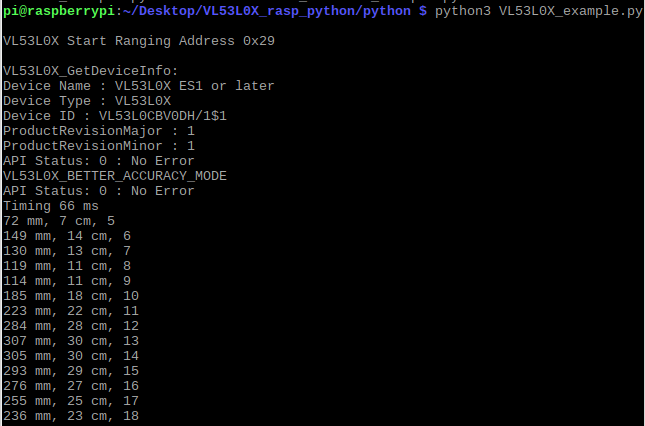 pi@raspberrypi:~/Desktop/VL53L0X_rasp_python/python $ python3 VL53L0X_example.py
VL53L0X Start Ranging Address 0x29
VL53L0X_GetDeviceInfo:
Device Name : VL53L0X ES1 or later
Device Type : VL53L0X
Device ID : VL53L0CBV0DH/1$1
ProductRevisionMajor : 1
ProductRevisionMinor : 1
API Status: 0 : No Error
VL53L0X_BETTER_ACCURACY_MODE
API Status: 0 : No Error
Timing 66 ms
72 mm, 7 cm, 5
149 mm, 14 cm, 6
130 mm, 13 cm, 7
119 mm, 11 cm, 8
114 mm, 11 cm, 9
185 mm, 18 cm, 10
223 mm, 22 cm, 11
284 mm, 28 cm, 12
307 mm, 30 cm, 13
305 mm, 30 cm, 14
293 mm, 29 cm, 15
276 mm, 27 cm, 16
255 mm, 25 cm, 17
236 mm, 23 cm, 18